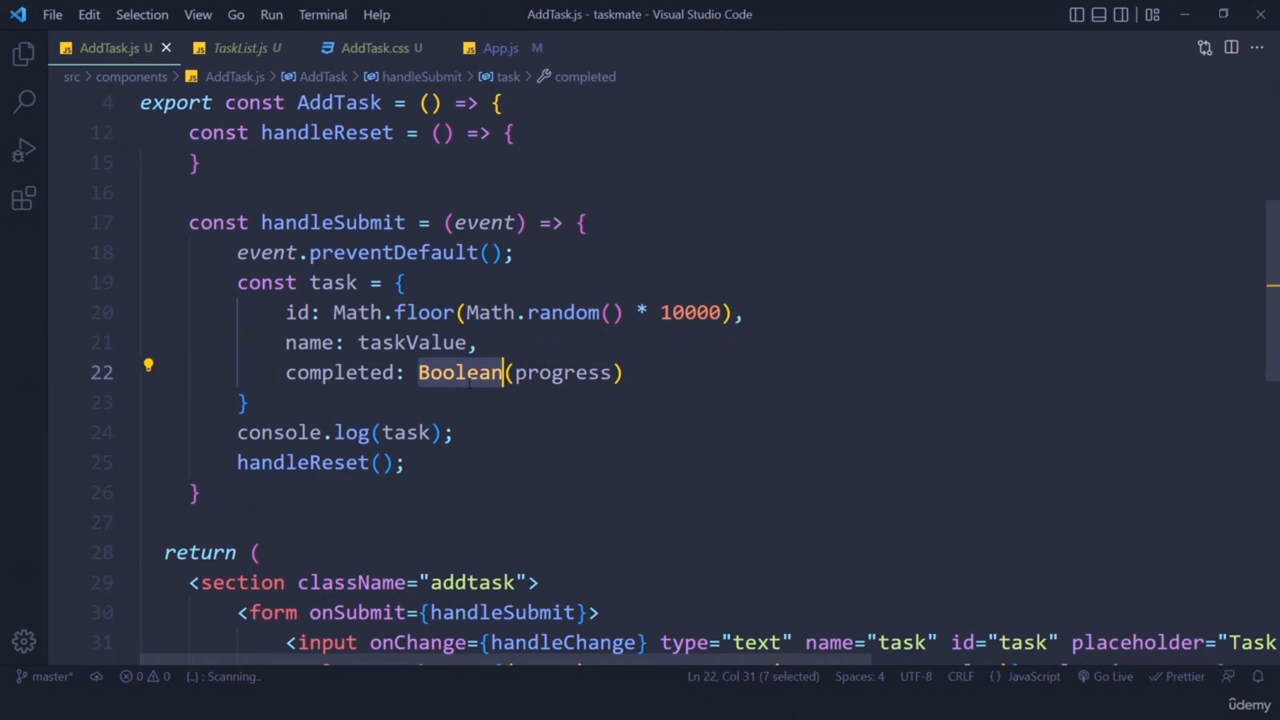 File Edit Selection View Go Run Terminal Help AddTask.js - taskmate - Visual Studio Code
AddTask.js U TaskList.js U AddTask.css U App.js M
src > components > AddTask.js > AddTask > handleSubmit > task > completed
4 export const AddTask = () => {
12 const handleReset = () => {
15 }
16
17 const handleSubmit = (event) => {
18 event.preventDefault();
19 const task = {
20 id: Math.floor(Math.random() * 10000),
21 name: taskValue,
22 completed: Boolean(progress)
23 }
24 console.log(task);
25 handleReset();
26 }
27
28 return (
29 <section className="addtask">
30 <form onSubmit={handleSubmit}>
31 <input onChange={handleChange} type="text" name="task" id="task" placeholder="Task
master* 0 0 {..} : Scanning.. Ln 22, Col 31 (7 selected) Spaces: 4 UTF-8 CRLF {} JavaScript Go Live Prettier
ûdemy